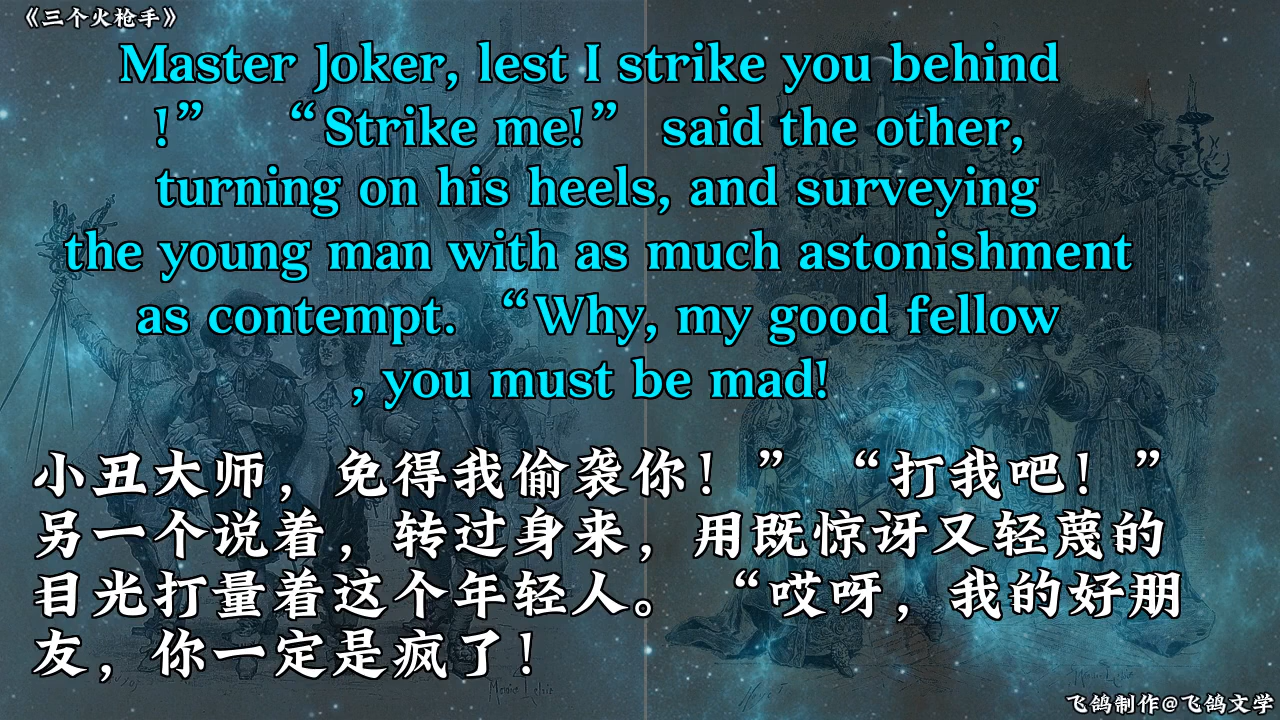 《三个火枪手》
Master Joker, lest I strike you behind
!” “Strike me!” said the other,
turning on his heels, and surveying
the young man with as much astonishment
as contempt. “Why, my good fellow
, you must be mad!
小丑大师，免得我偷袭你！” “打我吧！”
另一个说着，转过身来，用既惊讶又轻蔑的
目光打量着这个年轻人。 “哎呀，我的好朋
友，你一定是疯了！
飞鸽制作@飞鸽文学